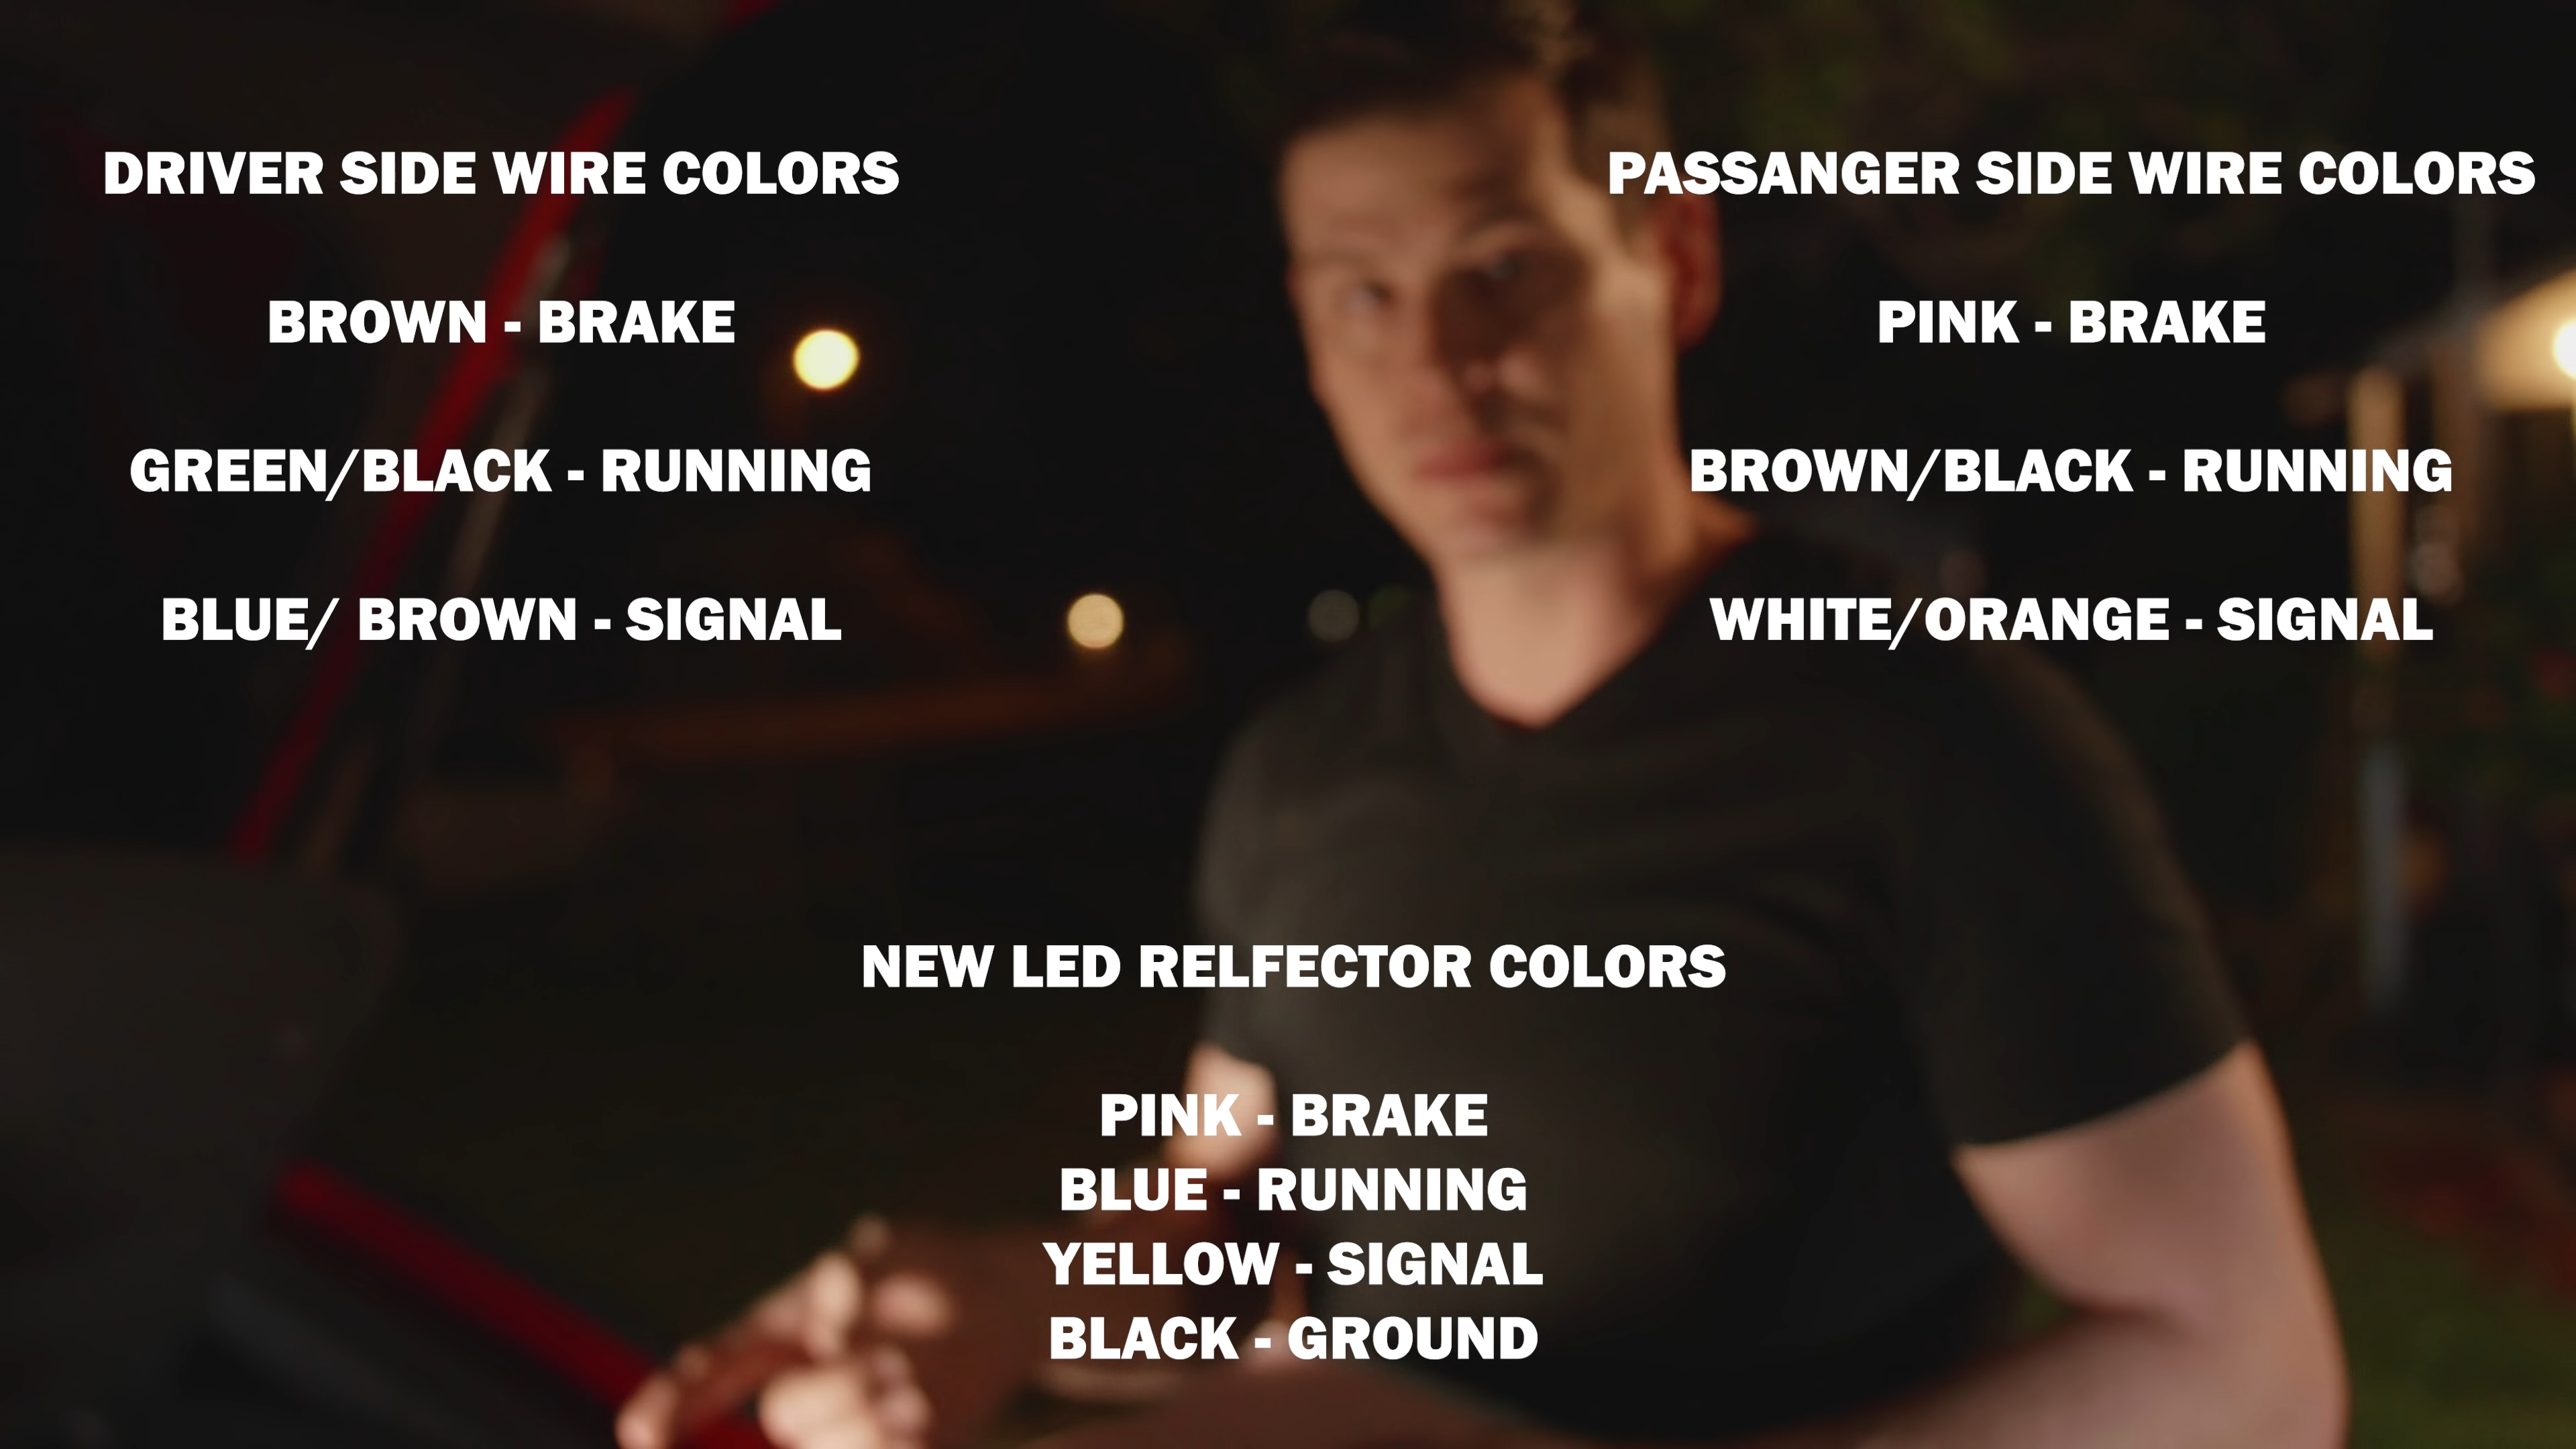 DRIVER SIDE WIRE COLORS
BROWN - BRAKE
GREEN/BLACK - RUNNING
BLUE/ BROWN - SIGNAL
PASSANGER SIDE WIRE COLORS
PINK - BRAKE
BROWN/BLACK - RUNNING
WHITE/ORANGE - SIGNAL
NEW LED RELFECTOR COLORS
PINK - BRAKE
BLUE - RUNNING
YELLOW - SIGNAL
BLACK - GROUND